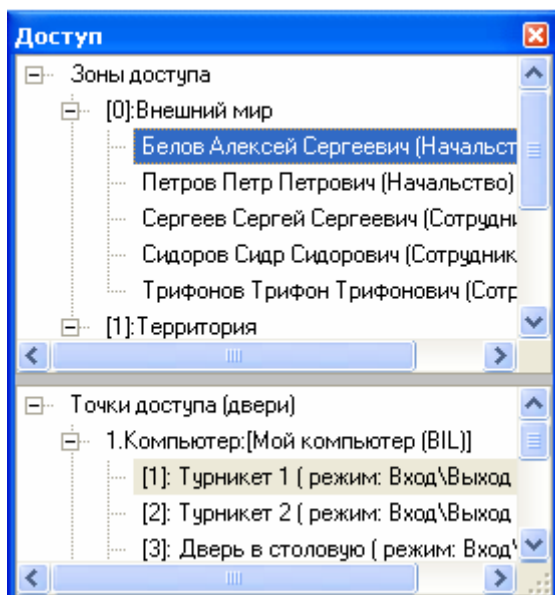 Доступ
Зоны доступа
[0]:Внешний мир
Белов Алексей Сергеевич (Начальст
Петров Петр Петрович (Начальство)
Сергеев Сергей Сергеевич (Сотрудни
Сидоров Сидр Сидорович (Сотрудник
Трифонов Трифон Трифонович (Сотр
[1]:Территория
Точки доступа (двери)
1.Компьютер:[Мой компьютер (BIL)]
[1]: Турникет 1 ( режим: Вход\Выход
[2]: Турникет 2 ( режим: Вход\Выход
[3]: Дверь в столовую ( режим: Вход\